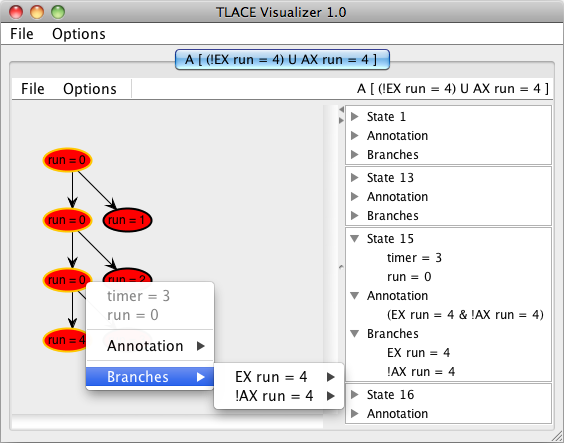 TLACE Visualizer 1.0
File Options
A [ (!EX run = 4) U AX run = 4 ]
File Options
A [ (!EX run = 4) U AX run = 4 ]
run = 0
run = 0
run = 1
run = 0
run = 2
run = 4
timer = 3
run = 0
Annotation
Branches
EX run = 4
!AX run = 4
State 1
Annotation
Branches
State 13
Annotation
Branches
State 15
timer = 3
run = 0
Annotation
(EX run = 4 & !AX run = 4)
Branches
EX run = 4
!AX run = 4
State 16
Annotation